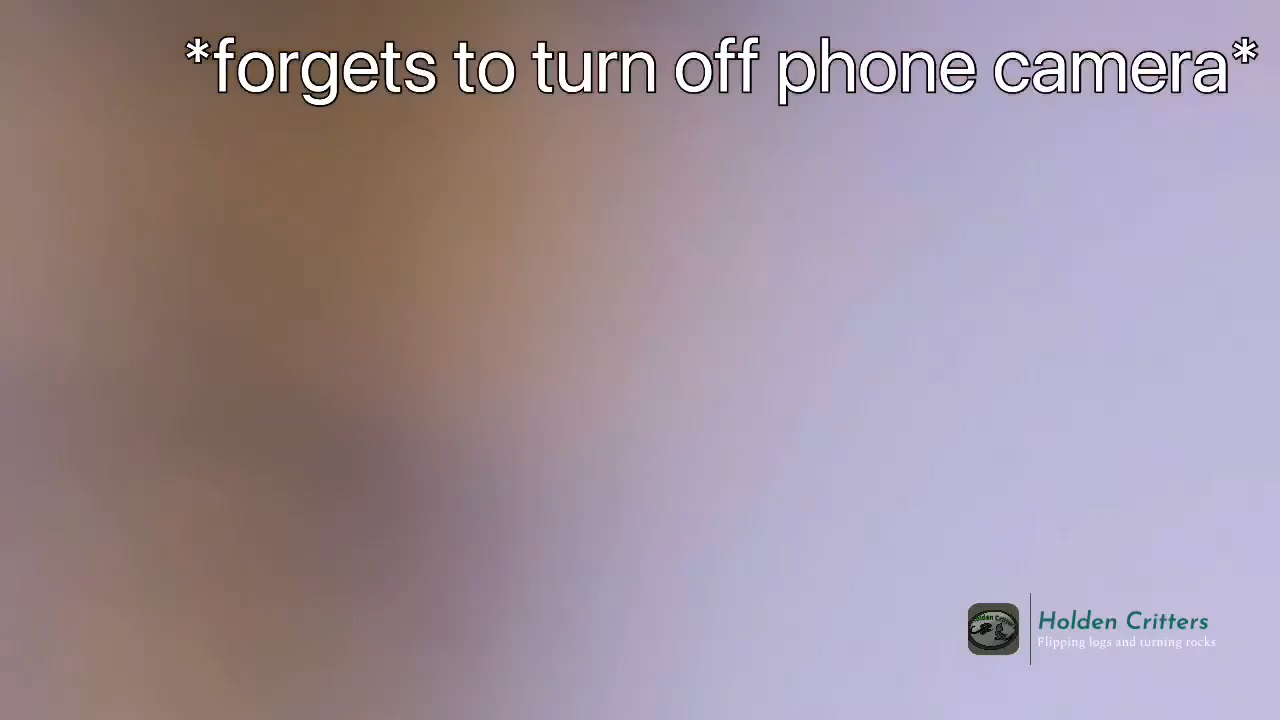 *forgets to turn off phone camera*
Holden Critters
Flipping logs and turning rocks